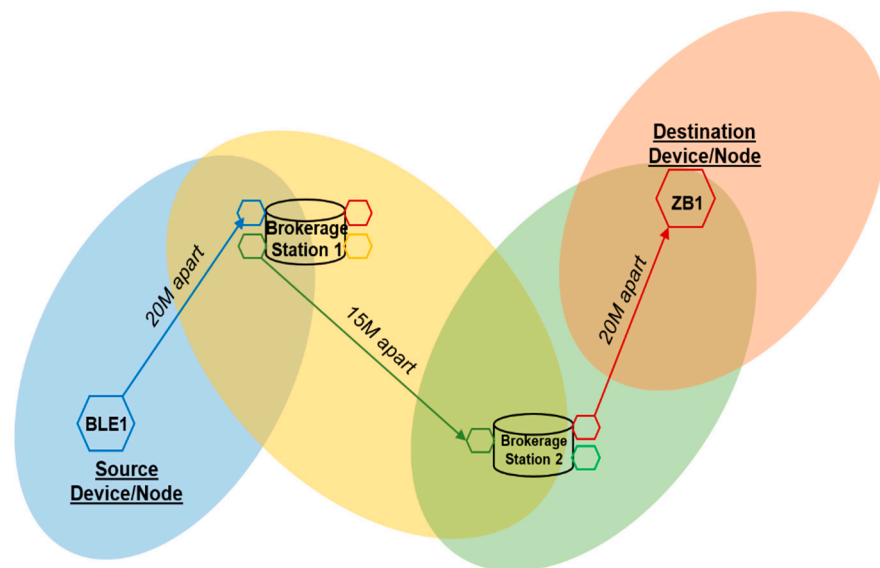 Destination
Device/Node
ZB1
Brokerage
Station 1
20M apart
15M apart
20M apart
BLE1
Source
Device/Node
Brokerage
Station 2